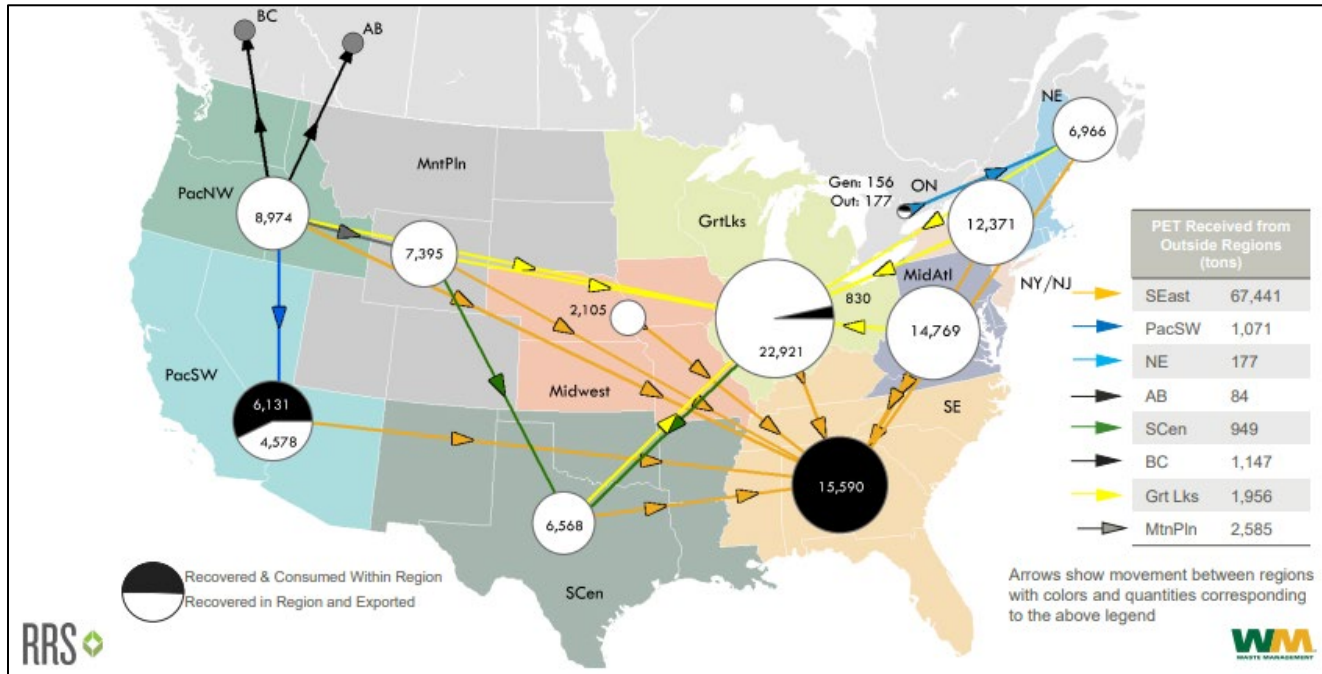 BC
AB
NE
6,966
MntPln
Gen: 156
ON
Out: 177
PacNW
GrtLks
8,974
12,371
7,395
PET Received from
Outside Regions
(tons)
MidAtl
NY/NJ
SEast 67,441
2,105
830
14,769
PacSW 1,071
22,921
NE 177
PacSW
AB 84
Midwest
SE
6,131
SCen 949
4,578
BC 1,147
15,590
Grt Lks 1,956
6,568
MtnPln 2,585
Recovered & Consumed Within Region
Recovered in Region and Exported
SCen
Arrows show movement between regions
with colors and quantities corresponding
to the above legend
RRS
WM
WASTE MANAGEMENT